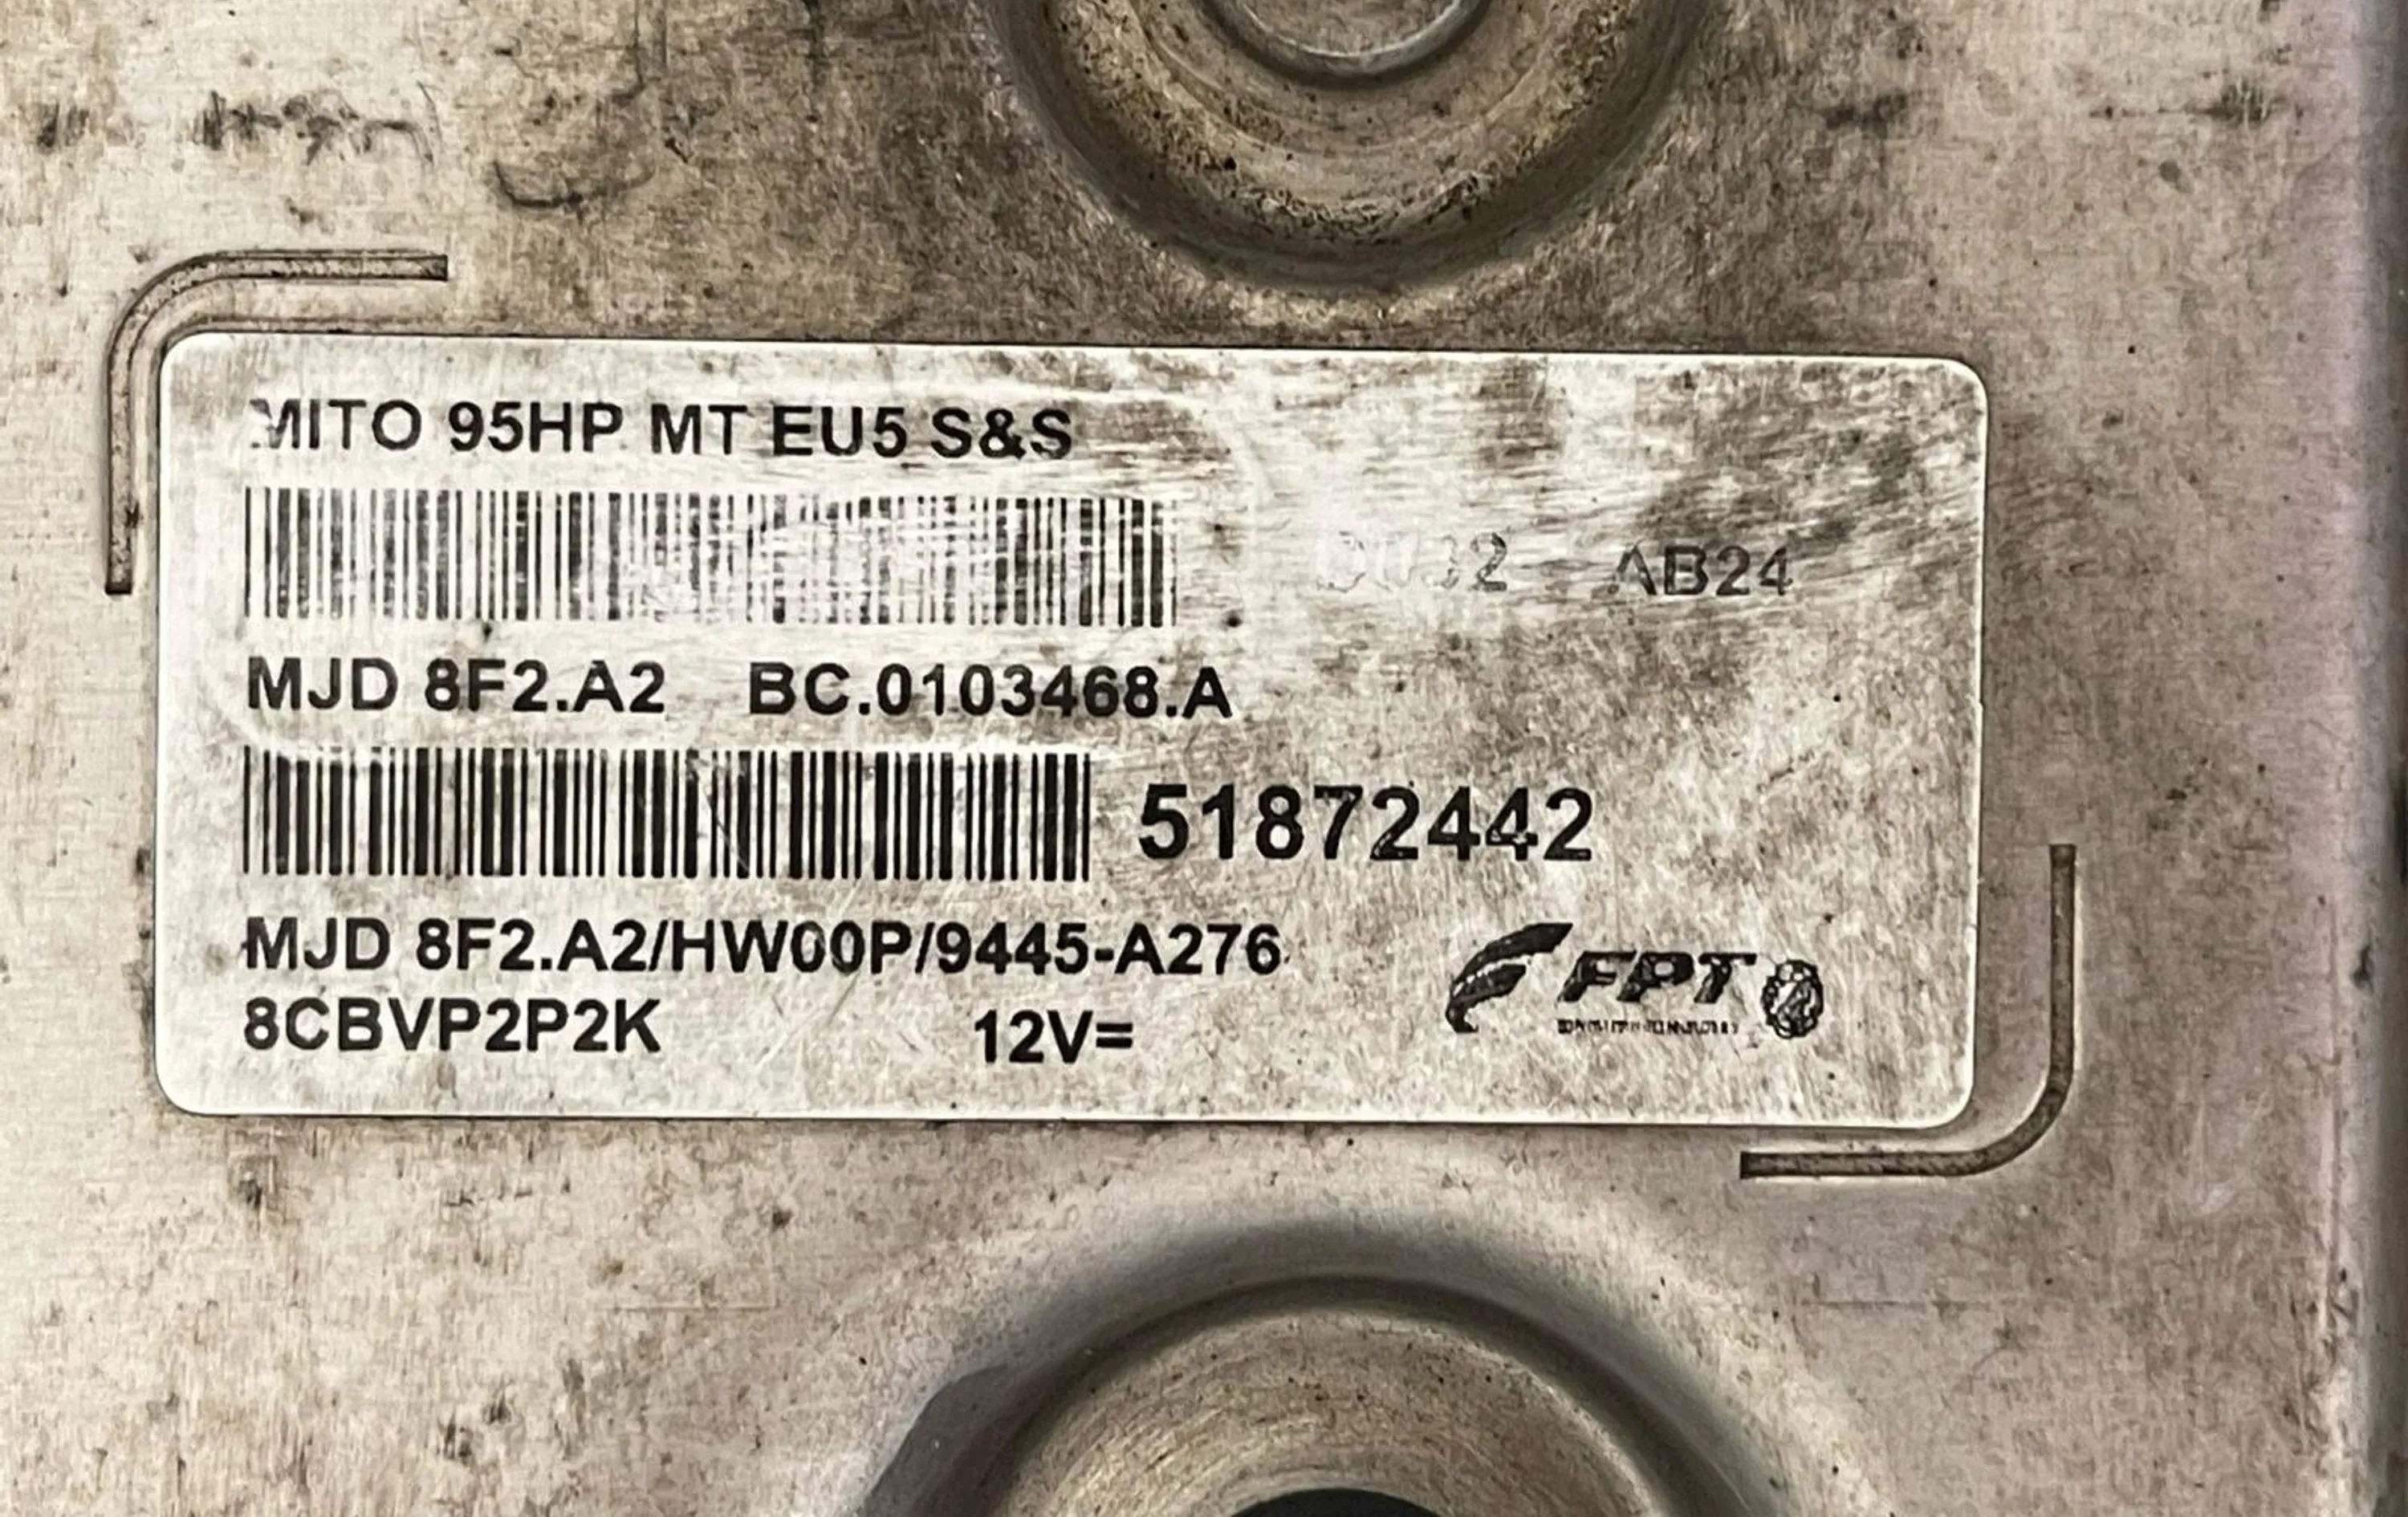 MITO 95HP MT EU5 S&S
AB24
MJD 8F2.A2 BC.0103468.A
51872442
MJD 8F2.A2/HW00P/9445-A276
8CBVP2P2K 12V=
FPT